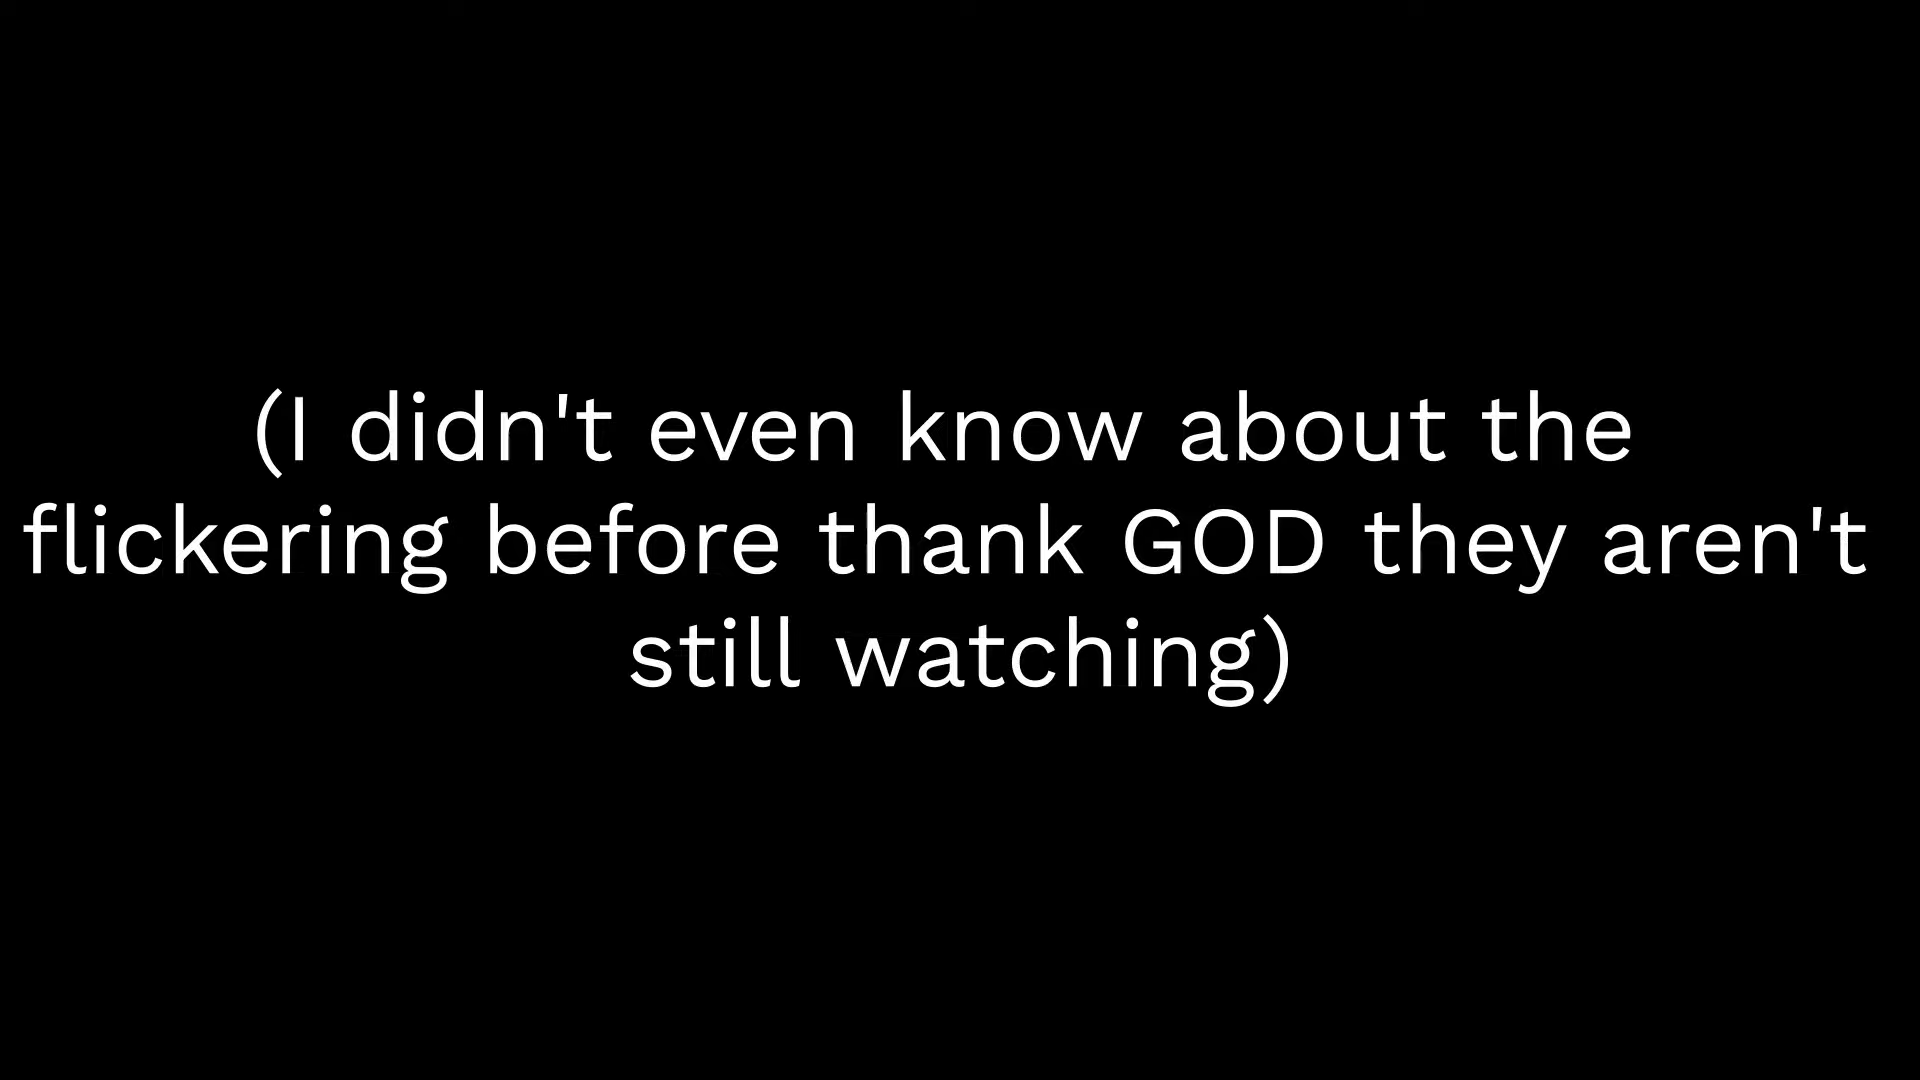 (I didn't even know about the
flickering before thank GOD they aren't
still watching)